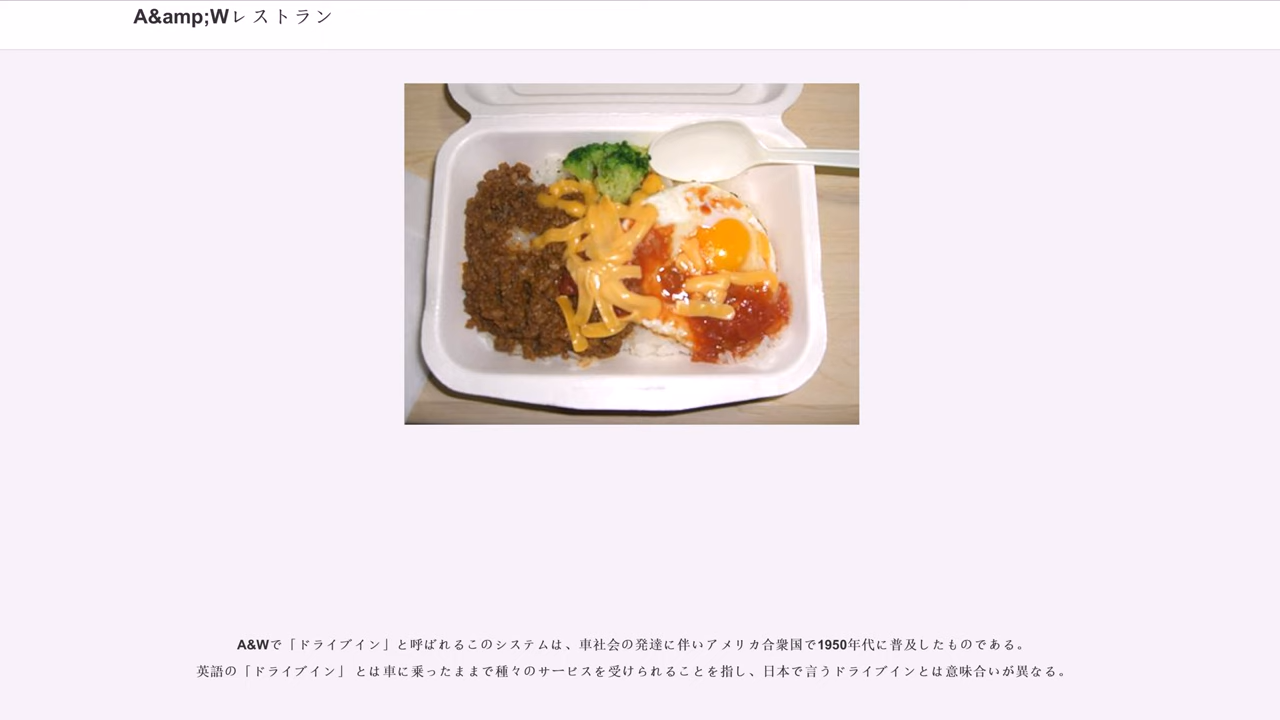 A&amp;Wレストラン
A&Wで「ドライブイン」と呼ばれるこのシステムは、車社会の発達に伴いアメリカ合衆国で1950年代に普及したものである。
英語の「ドライブイン」 とは車に乗ったままで種々のサービスを受けられることを指し、日本で言うドライブインとは意味合いが異なる。